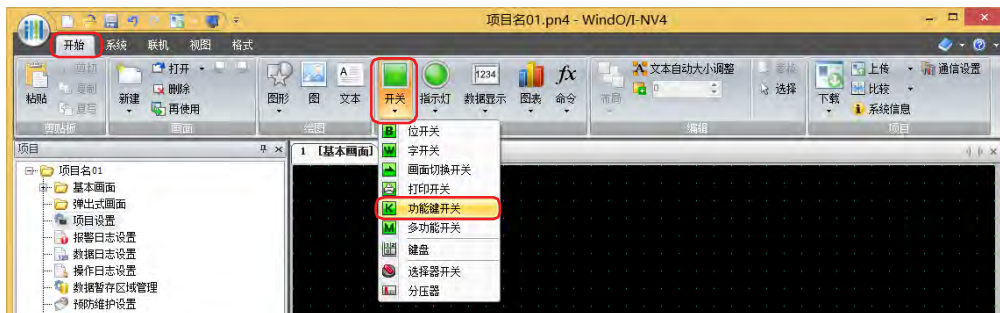 项目名01.pn4 - WindO/I-NV4
开始 系统 联机 视图 格式
粘贴 剪切 复制 剪贴板
新建 打开 删除 再使用 画面
图形 图 文本 绘图
开关 指示灯 1234 数据显示 图表 fx 命令
布局 文本自动大小调整 0 查找 选择 编辑
下载 上传 比较 系统信息 通信设置 项目
项目
项目名01
基本画面
弹出式画面
项目设置
报警日志设置
数据日志设置
操作日志设置
数据暂存区域管理
预防维护设置
1 [基本画面]
B 位开关
W 字开关
画面切换开关
打印开关
K 功能键开关
M 多功能开关
键盘
选择器开关
分压器